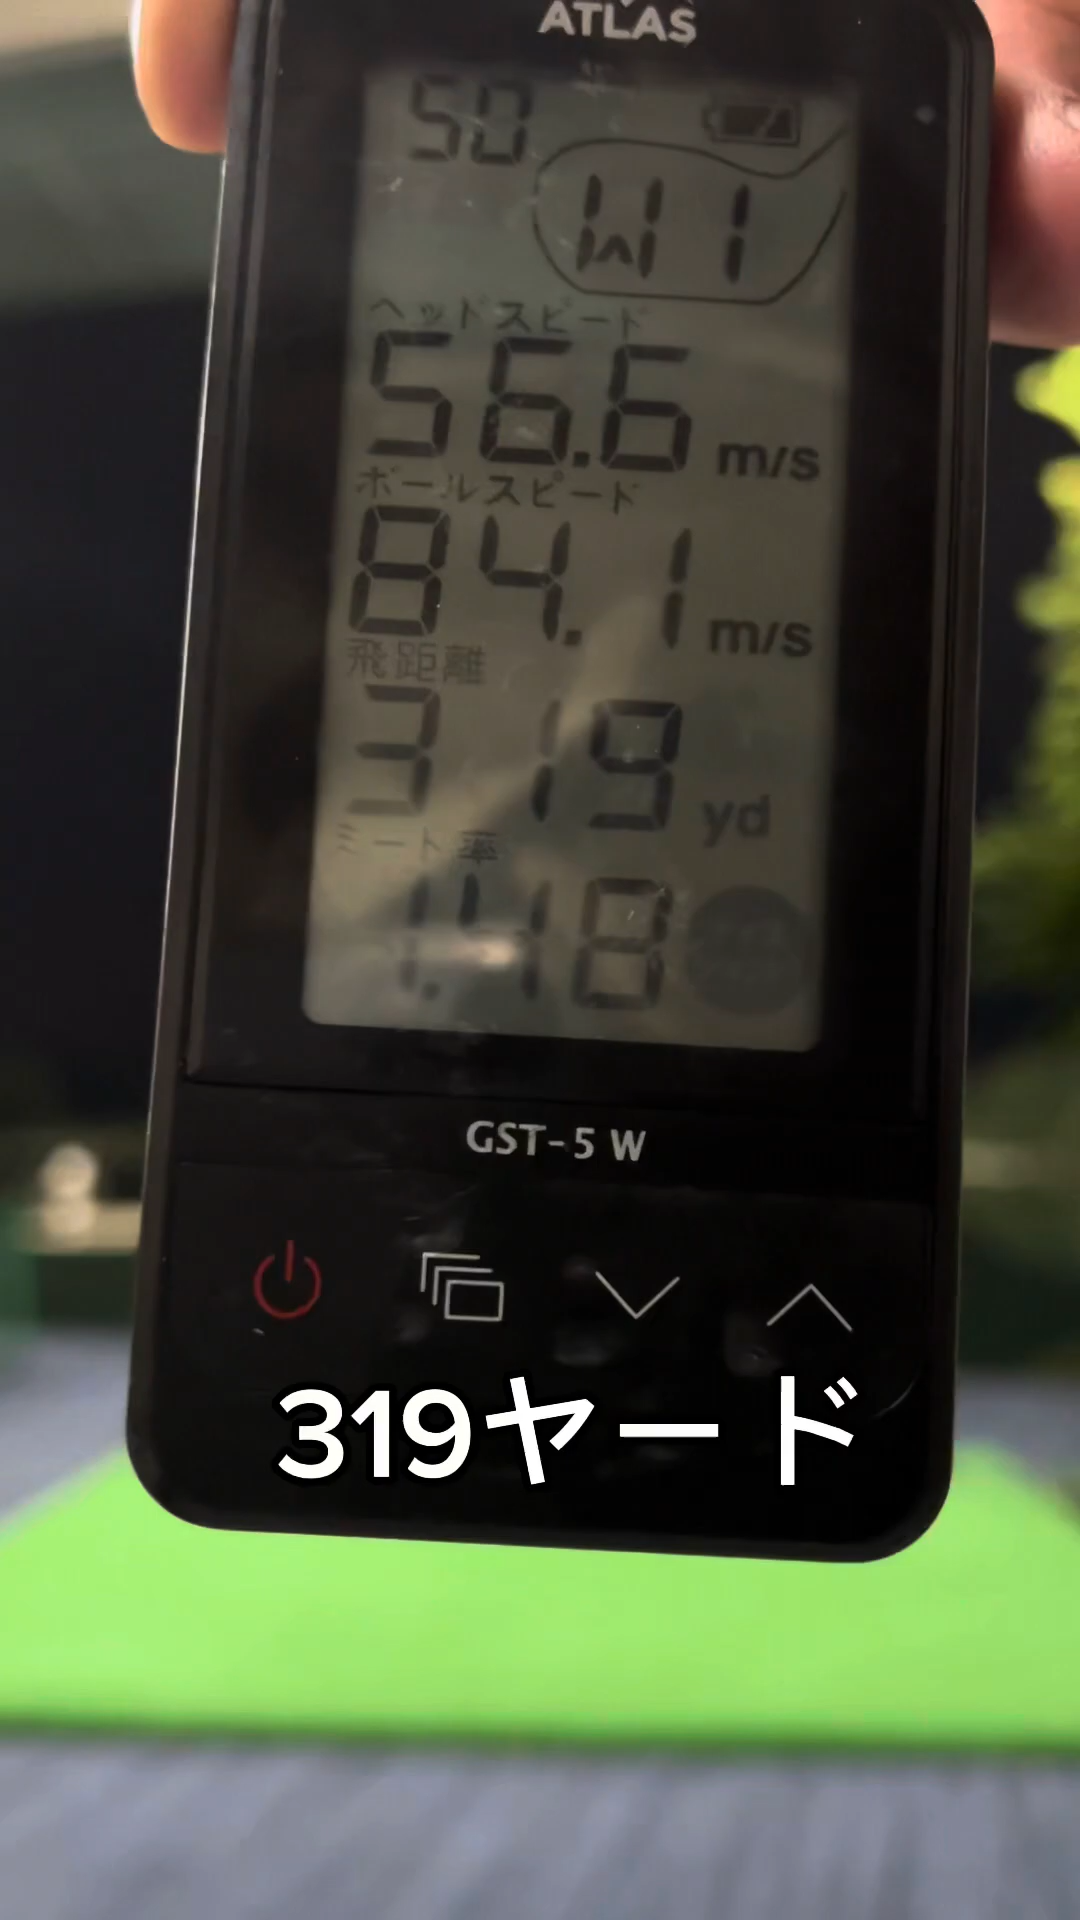 ATLAS
50
W1
ヘッドスピード
56.6 m/s
ボールスピード
84.1 m/s
飛距離
319 yd
ミート率
1.48
GST-5 W
319ヤード